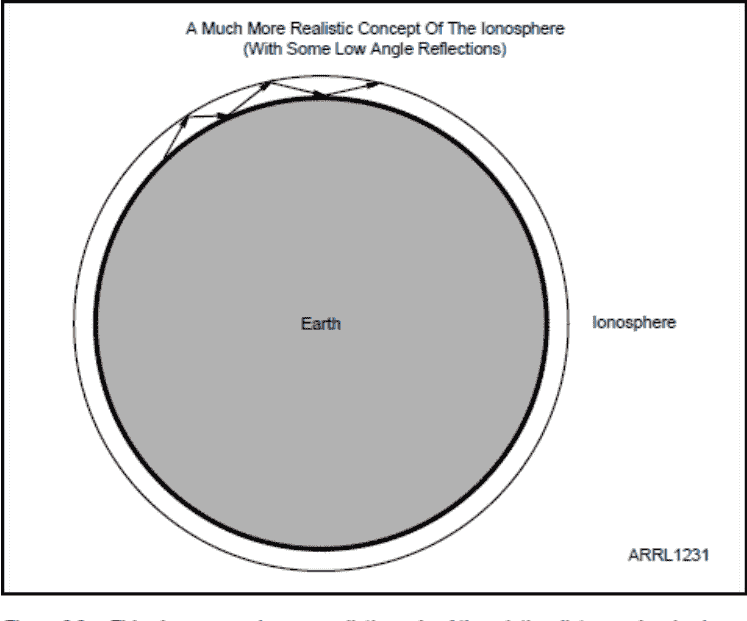 A Much More Realistic Concept Of The Ionosphere
(With Some Low Angle Reflections)
Earth
Ionosphere
ARRL1231